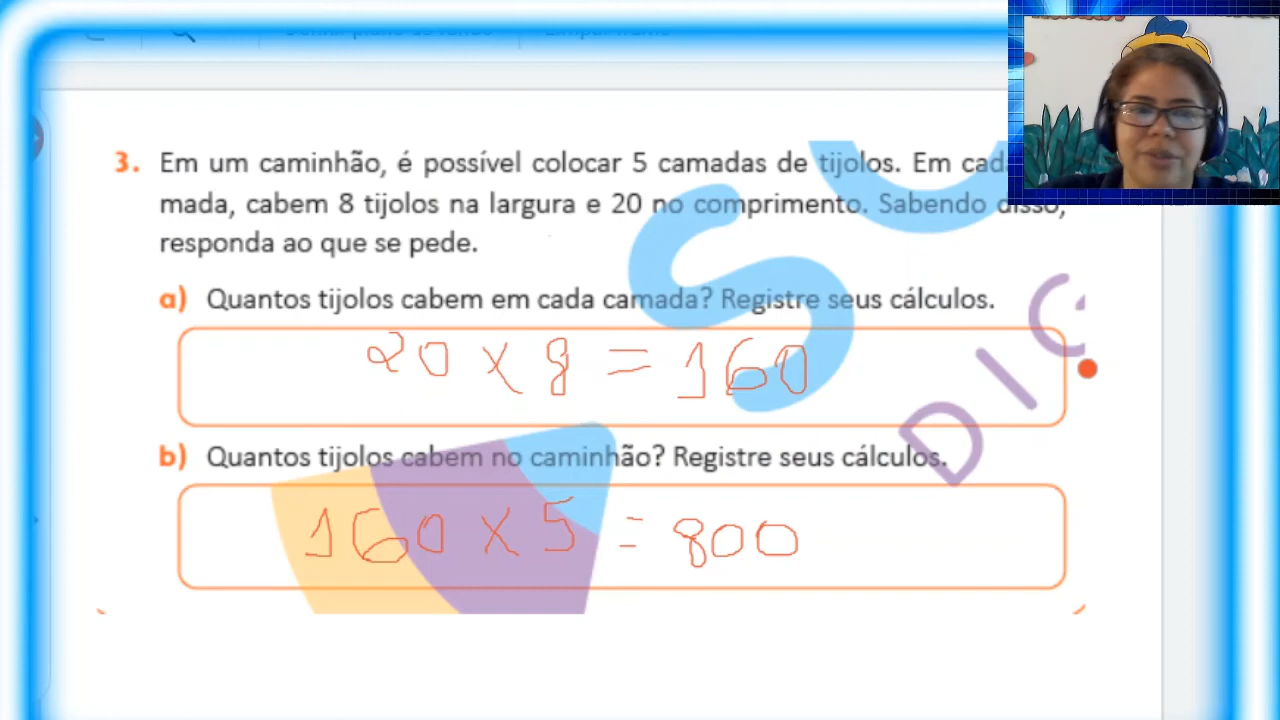 3. Em um caminhão, é possível colocar 5 camadas de tijolos. Em cada
mada, cabem 8 tijolos na largura e 20 no comprimento. Sabendo disso,
responda ao que se pede.
a) Quantos tijolos cabem em cada camada? Registre seus cálculos.
20 x 8 = 160
b) Quantos tijolos cabem no caminhão? Registre seus cálculos.
160 x 5 = 800